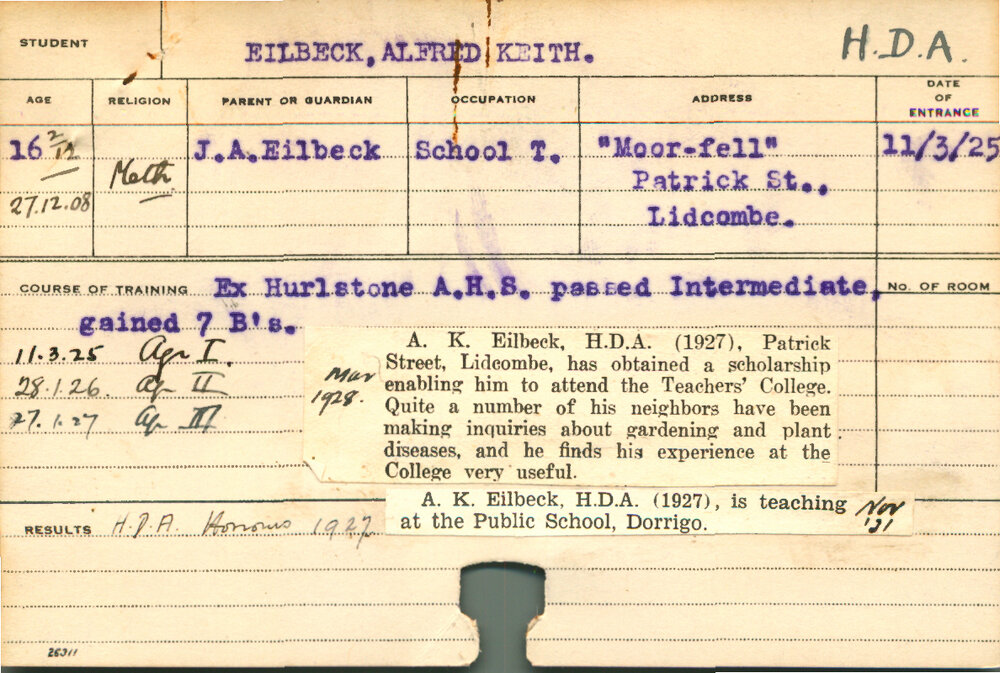 STUDENT EILBECK, ALFRED KEITH. H.D.A.
AGE RELIGION PARENT OR GUARDIAN OCCUPATION ADDRESS DATE OF ENTRANCE
16 2/12 Meth. J.A.Eilbeck School T. "Moor-fell" 11/3/25
27.12.08 Patrick St.,
Lidcombe.
COURSE OF TRAINING Ex Hurlstone A.H.S. passed Intermediate, No. OF ROOM
gained 7 B's.
11.3.25 Agr I.
28.1.26. Agr II
27.1.27 Agr III
Mar 1928.
A. K. Eilbeck, H.D.A. (1927), Patrick
Street, Lidcombe, has obtained a scholarship
enabling him to attend the Teachers' College.
Quite a number of his neighbors have been
making inquiries about gardening and plant
diseases, and he finds his experience at the
College very useful.
A. K. Eilbeck, H.D.A. (1927), is teaching
at the Public School, Dorrigo.
Nov '31
RESULTS H.D.A. Honours 1927
26311